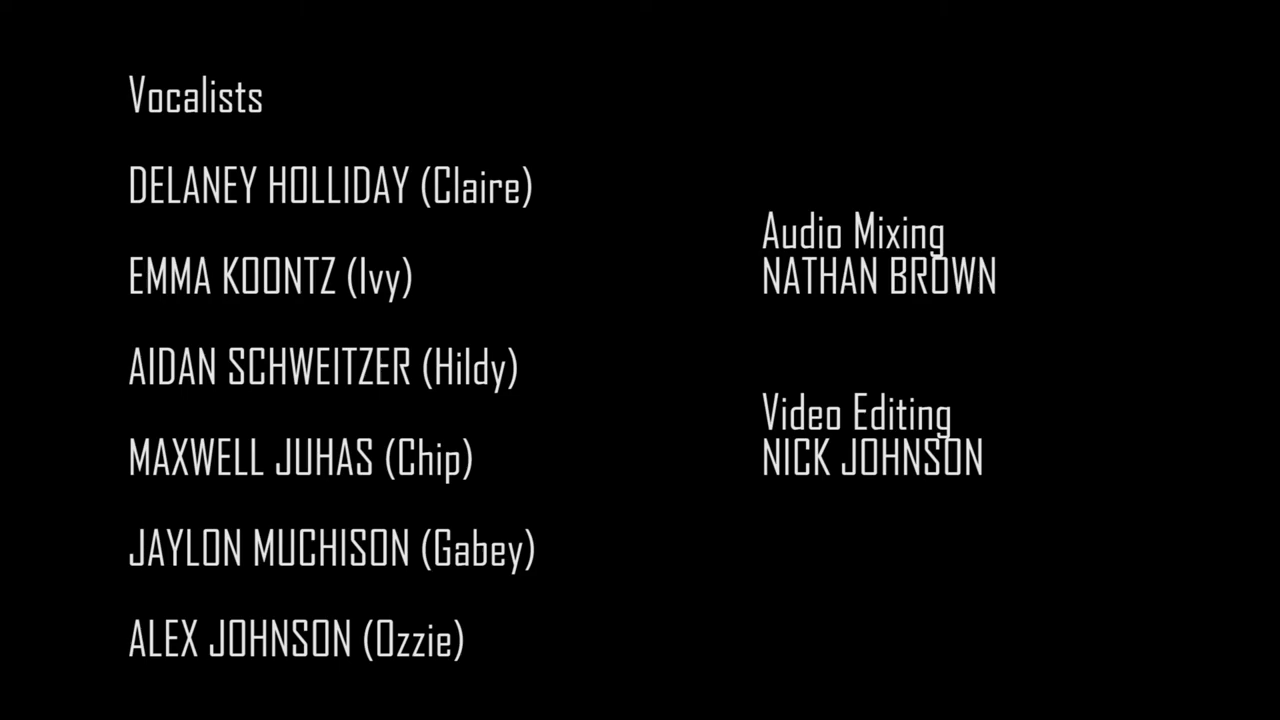 Vocalists
DELANEY HOLLIDAY (Claire)
EMMA KOONTZ (Ivy)
AIDAN SCHWEITZER (Hildy)
MAXWELL JUHAS (Chip)
JAYLON MUCHISON (Gabey)
ALEX JOHNSON (Ozzie)
Audio Mixing
NATHAN BROWN
Video Editing
NICK JOHNSON